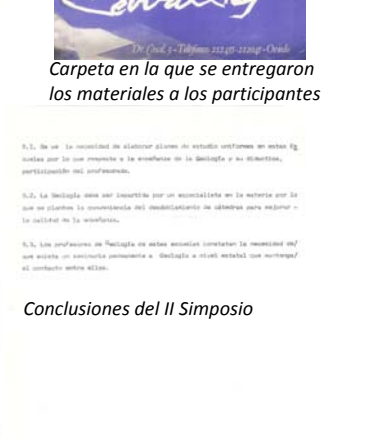 Dr. Casal, 5 - Teléfonos
Carpeta en la que se entregaron
los materiales a los participantes
5.1. Se ve la necesidad de elaborar planes de estudio uniformes en estas Es
cuelas por lo que respecta a la enseñanza de la Geología y su didáctica,
participación del profesorado.
5.2. La Geología debe ser impartida por un especialista en la materia por lo
que se plantea la conveniencia del desdoblamiento de cátedras para mejorar -
la calidad de la enseñanza.
5.3. Los profesores de Geología de estas escuelas constatan la necesidad de/
que exista un seminario permanente a Geología a nivel estatal que mantenga/
el contacto entre ellos.
Conclusiones del II Simposio